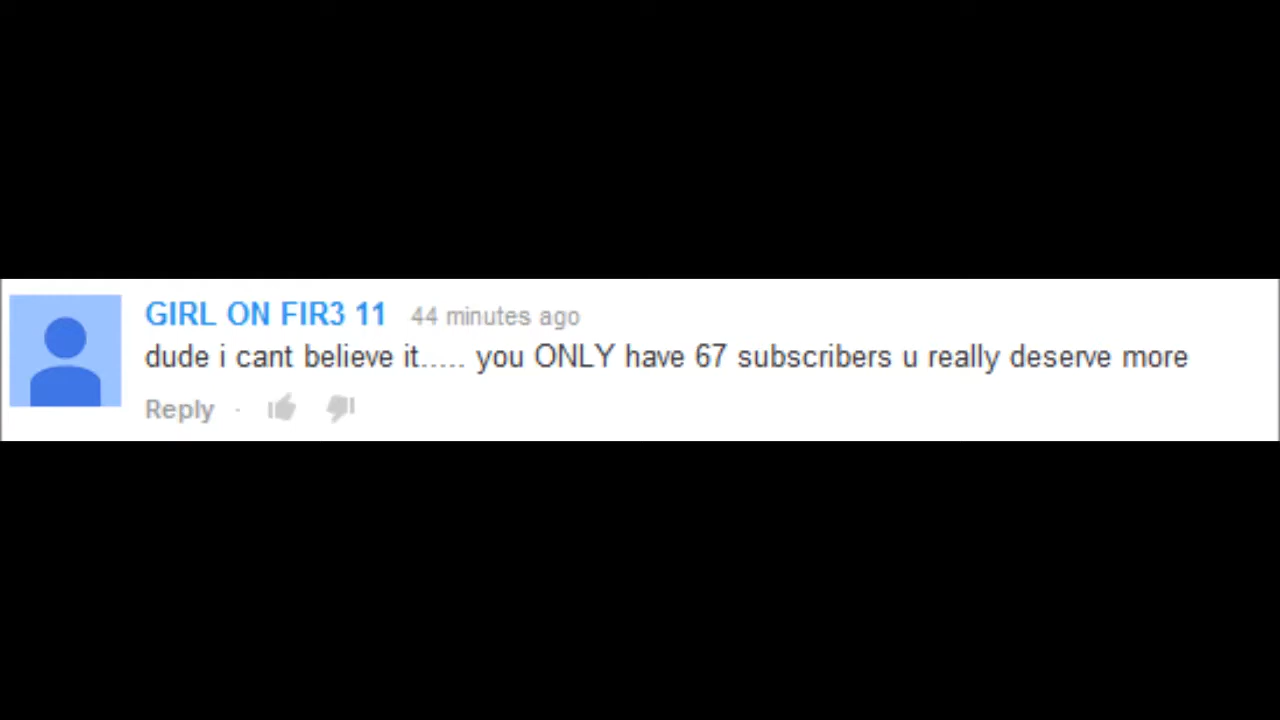 GIRL ON FIR3 11 44 minutes ago
dude i cant believe it..... you ONLY have 67 subscribers u really deserve more
Reply ·